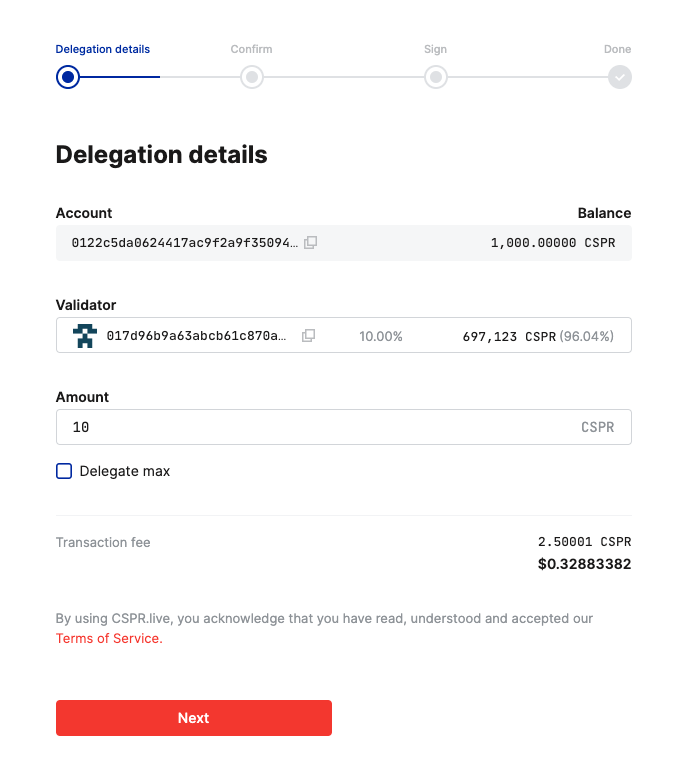 Delegation details Confirm Sign Done
Delegation details
Account Balance
0122c5da0624417ac9f2a9f35094… 1,000.00000 CSPR
Validator
017d96b9a63abcb61c870a… 10.00% 697,123 CSPR (96.04%)
Amount
10 CSPR
Delegate max
Transaction fee 2.50001 CSPR
$0.32883382
By using CSPR.live, you acknowledge that you have read, understood and accepted our
Terms of Service.
Next